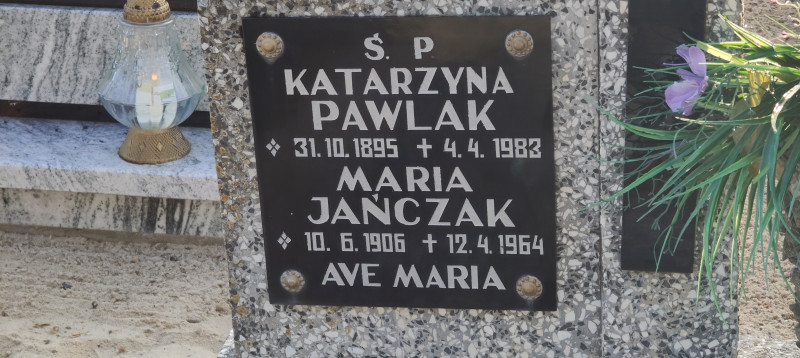 Ś. P.
KATARZYNA
PAWLAK
❖ 31.10.1895 ✝ 4.4.1983
MARIA
JAŃCZAK
❖ 10.6.1906 ✝ 12.4.1964
AVE MARIA